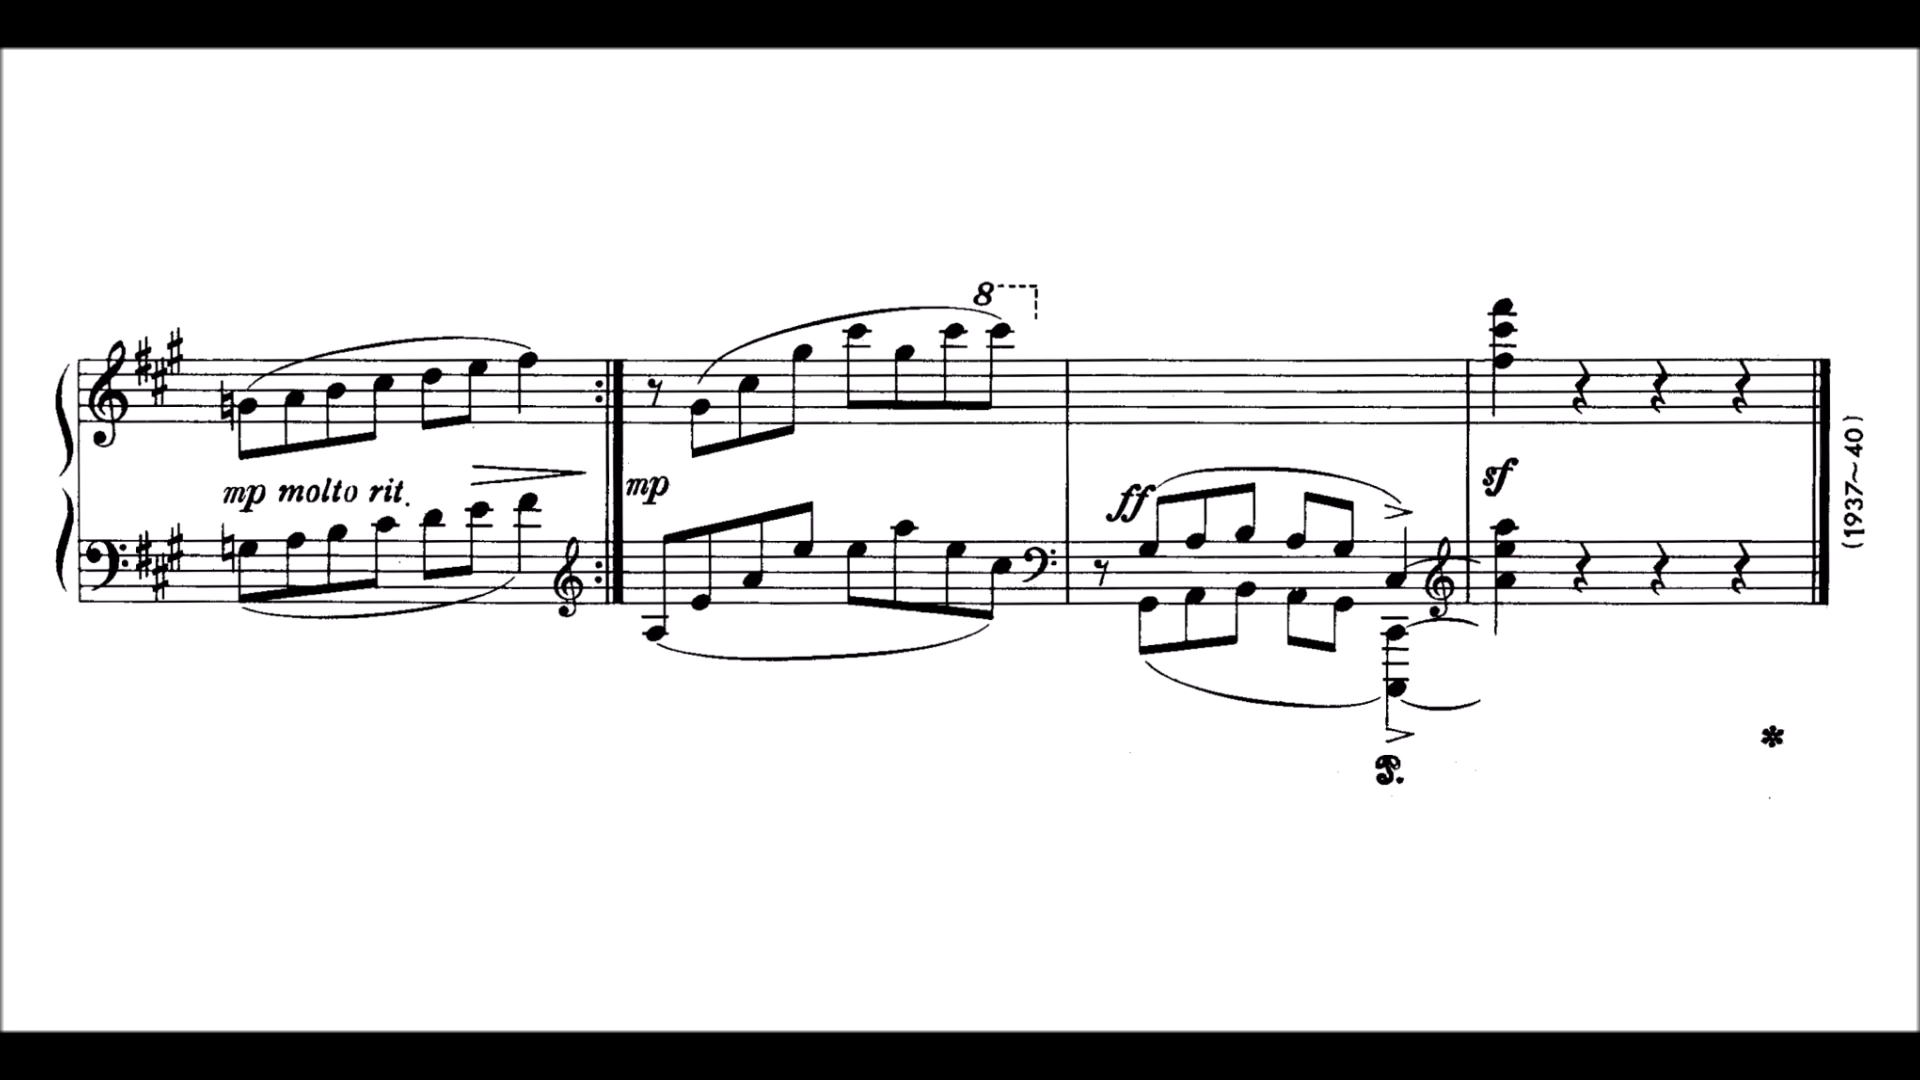 8
mp molto rit.
mp
ff
sf
(1937~40)